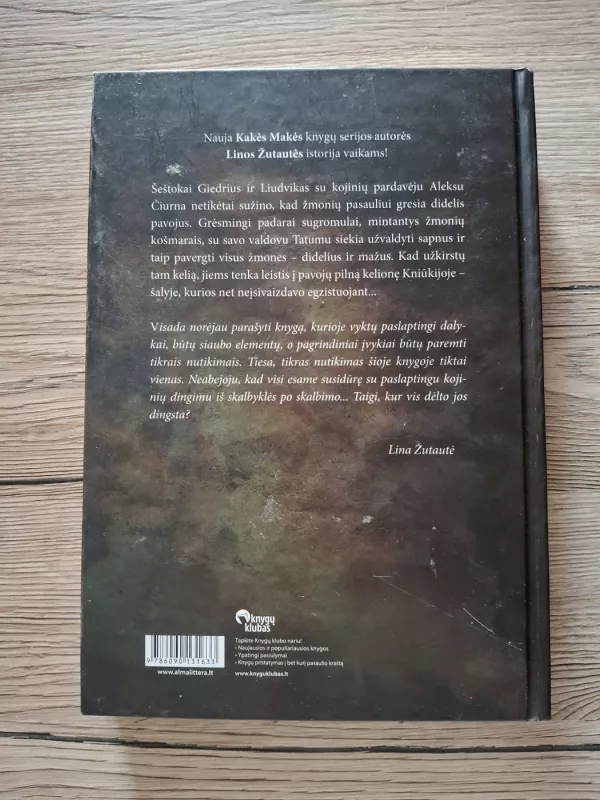 Nauja Kakės Makės knygų serijos autorės
Linos Žutautės istorija vaikams!
Šeštokai Giedrius ir Liudvikas su kojinių pardavėju Aleksu
Čiurna netikėtai sužino, kad žmonių pasauliui gresia didelis
pavojus. Grėsmingi padarai sugromulai, mintantys žmonių
košmarais, su savo valdovu Tatumu siekia užvaldyti sapnus ir
taip pavergti visus žmones – didelius ir mažus. Kad užkirstų
tam kelią, jiems tenka leistis į pavojų pilną kelionę Kniūkijoje –
šalyje, kurios net neįsivaizdavo egzistuojant...
Visada norėjau parašyti knygą, kurioje vyktų paslaptingi daly-
kai, būtų siaubo elementų, o pagrindiniai įvykiai būtų paremti
tikrais nutikimais. Tiesa, tikras nutikimas šioje knygoje tiktai
vienas. Neabejoju, kad visi esame susidūrę su paslaptingu koji-
nių dingimu iš skalbyklės po skalbimo... Taigi, kur vis dėlto jos
dingsta?
Lina Žutautė
knygų
klubas
Tapkite Knygų klubo nariu!
• Naujausios ir populiariausios knygos
• Ypatingi pasiūlymai
• Knygų pristatymas į bet kurį pasaulio kraštą
www.knyguklubas.lt
9 786090 131633
www.almalittera.lt